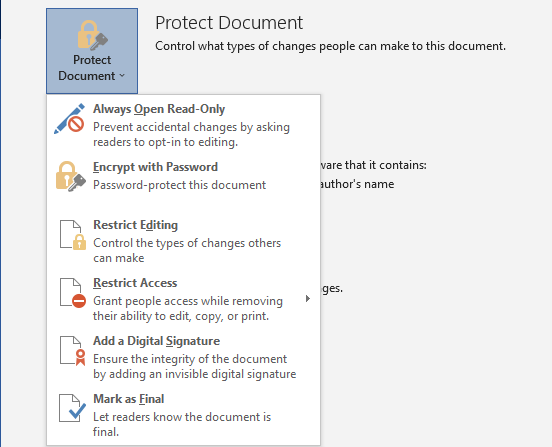 Protect Document
Control what types of changes people can make to this document.
Protect
Document
Always Open Read-Only
Prevent accidental changes by asking
readers to opt-in to editing.
Encrypt with Password
Password-protect this document
ware that it contains:
author's name
Restrict Editing
Control the types of changes others
can make
Restrict Access
Grant people access while removing
their ability to edit, copy, or print.
ges.
Add a Digital Signature
Ensure the integrity of the document
by adding an invisible digital signature
Mark as Final
Let readers know the document is
final.